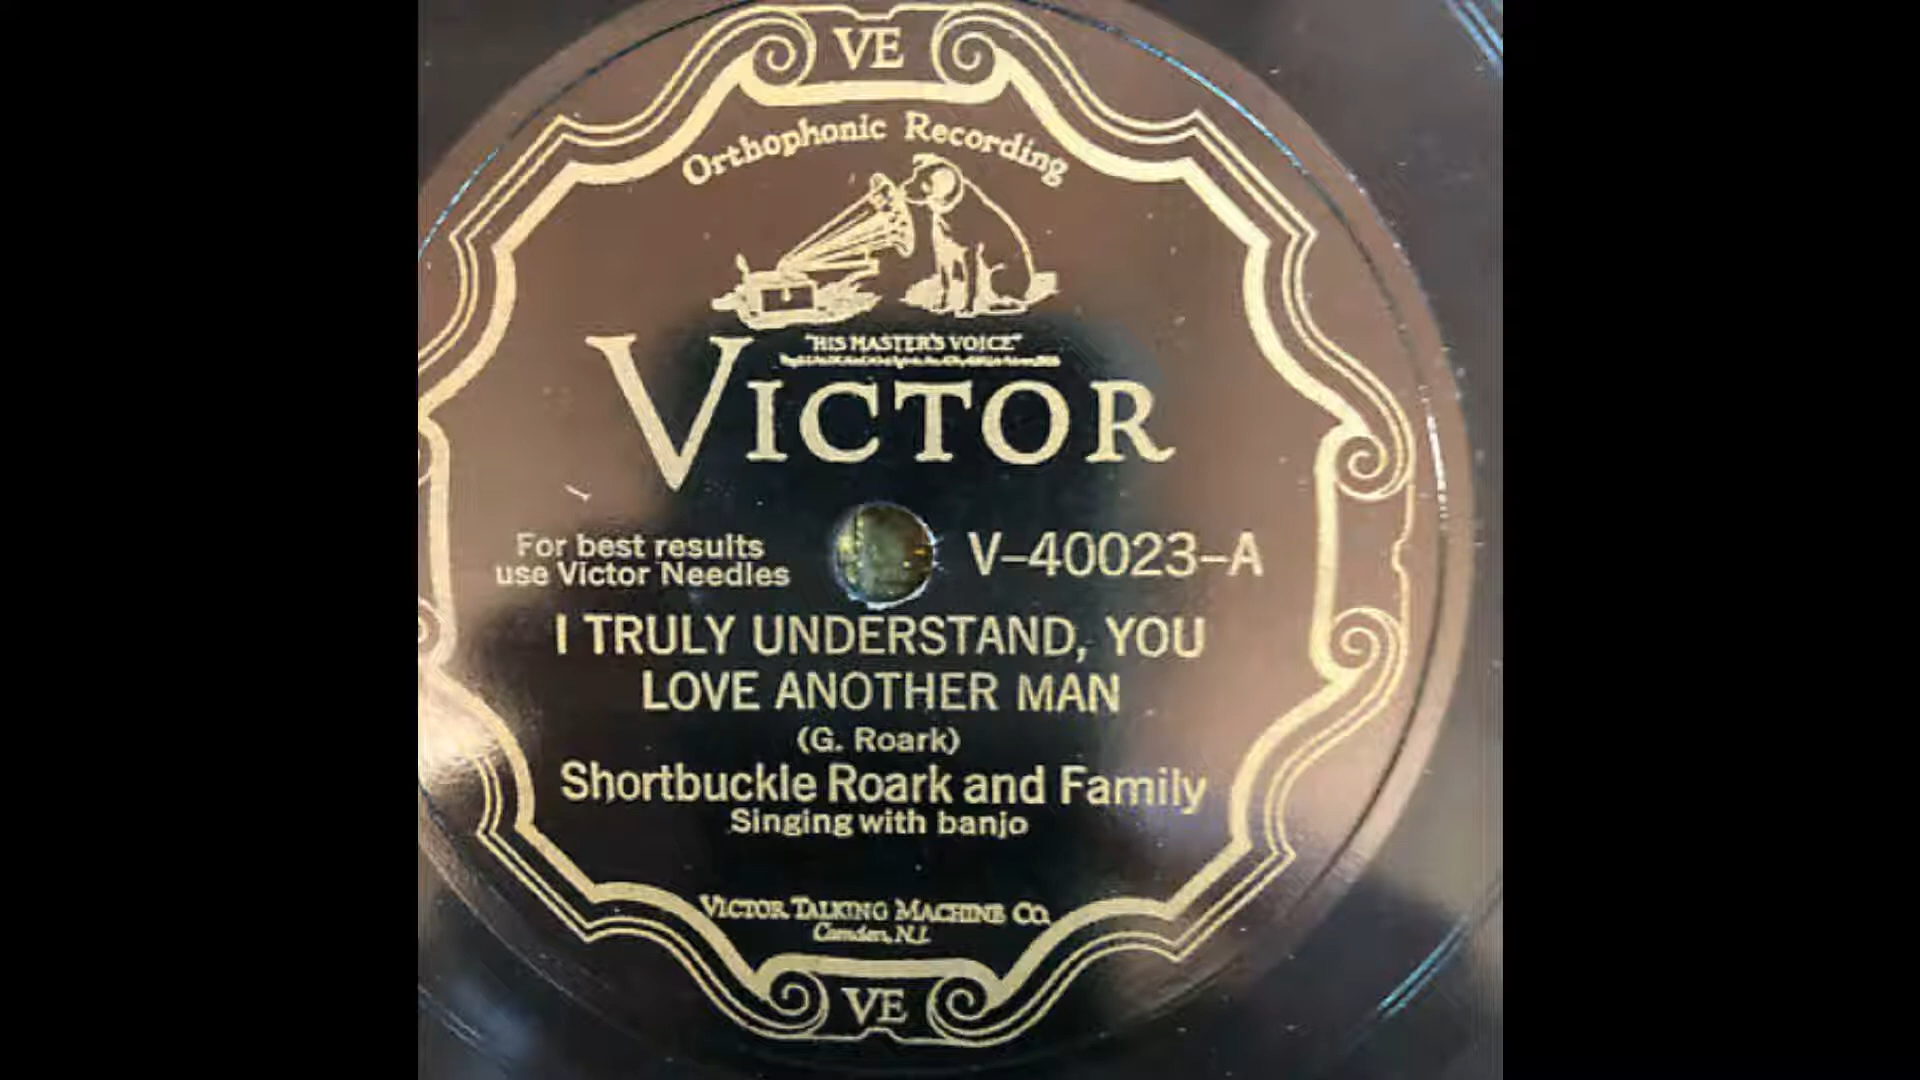 VE
Orthophonic Recording
"HIS MASTER'S VOICE"
VICTOR
For best results
use Victor Needles
V-40023-A
I TRULY UNDERSTAND, YOU
LOVE ANOTHER MAN
(G. Roark)
Shortbuckle Roark and Family
Singing with banjo
VICTOR TALKING MACHINE CO.
Camden, N.J.
VE